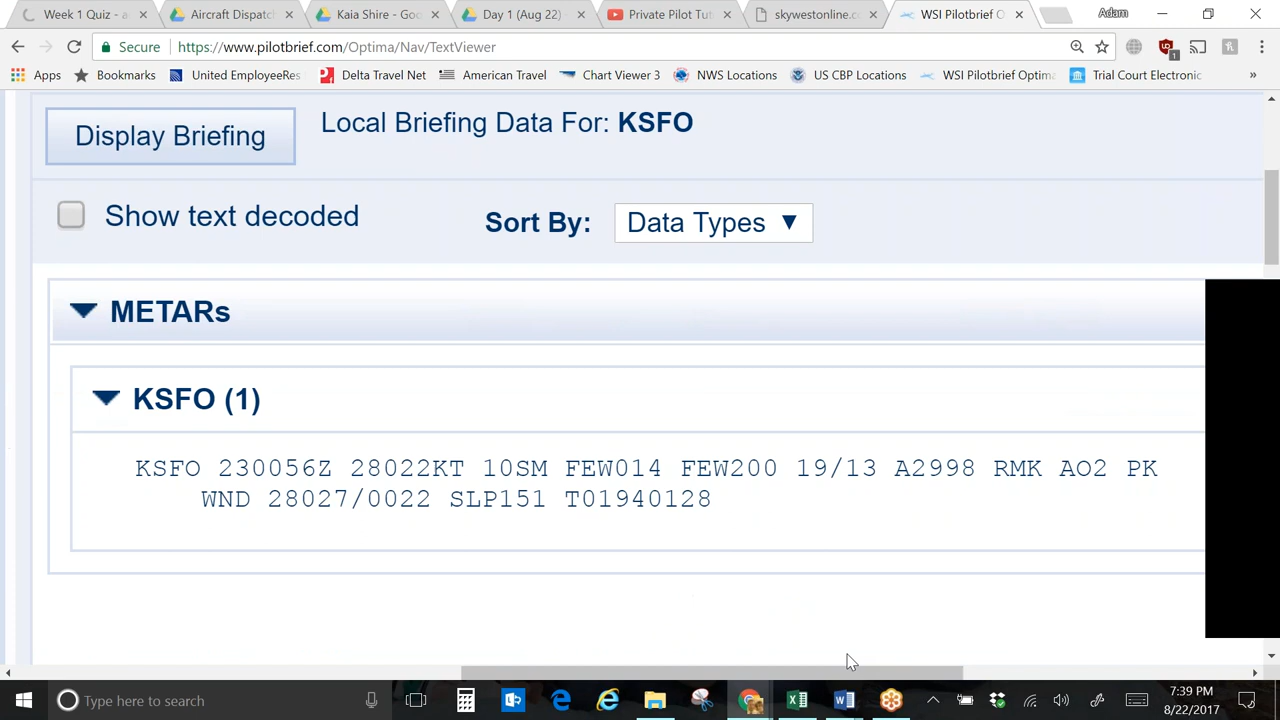 Week 1 Quiz - a
Aircraft Dispatch
Kaia Shire - Goo
Day 1 (Aug 22)
Private Pilot Tut
skywestonline.co
WSI Pilotbrief O
Adam
Secure
https://www.pilotbrief.com/Optima/Nav/TextViewer
Apps
Bookmarks
United EmployeeRes
Delta Travel Net
American Travel
Chart Viewer 3
NWS Locations
US CBP Locations
WSI Pilotbrief Optima
Trial Court Electronic
»
Display Briefing
Local Briefing Data For: KSFO
Show text decoded
Sort By:
Data Types
METARs
KSFO (1)
KSFO 230056Z 28022KT 10SM FEW014 FEW200 19/13 A2998 RMK AO2 PK
WND 28027/0022 SLP151 T01940128
Type here to search
7:39 PM
8/22/2017